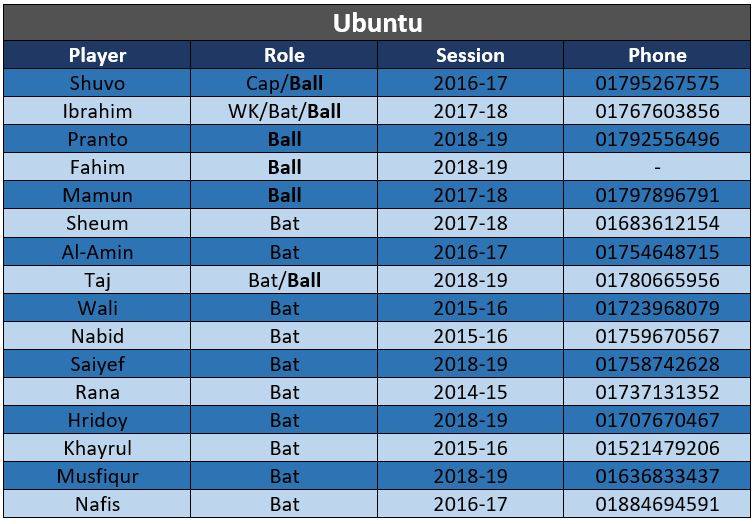 Ubuntu
Player Role Session Phone
Shuvo Cap/Ball 2016-17 01795267575
Ibrahim WK/Bat/Ball 2017-18 01767603856
Pranto Ball 2018-19 01792556496
Fahim Ball 2018-19 -
Mamun Ball 2017-18 01797896791
Sheum Bat 2017-18 01683612154
Al-Amin Bat 2016-17 01754648715
Taj Bat/Ball 2018-19 01780665956
Wali Bat 2015-16 01723968079
Nabid Bat 2015-16 01759670567
Saiyef Bat 2018-19 01758742628
Rana Bat 2014-15 01737131352
Hridoy Bat 2018-19 01707670467
Khayrul Bat 2015-16 01521479206
Musfiqur Bat 2018-19 01636833437
Nafis Bat 2016-17 01884694591